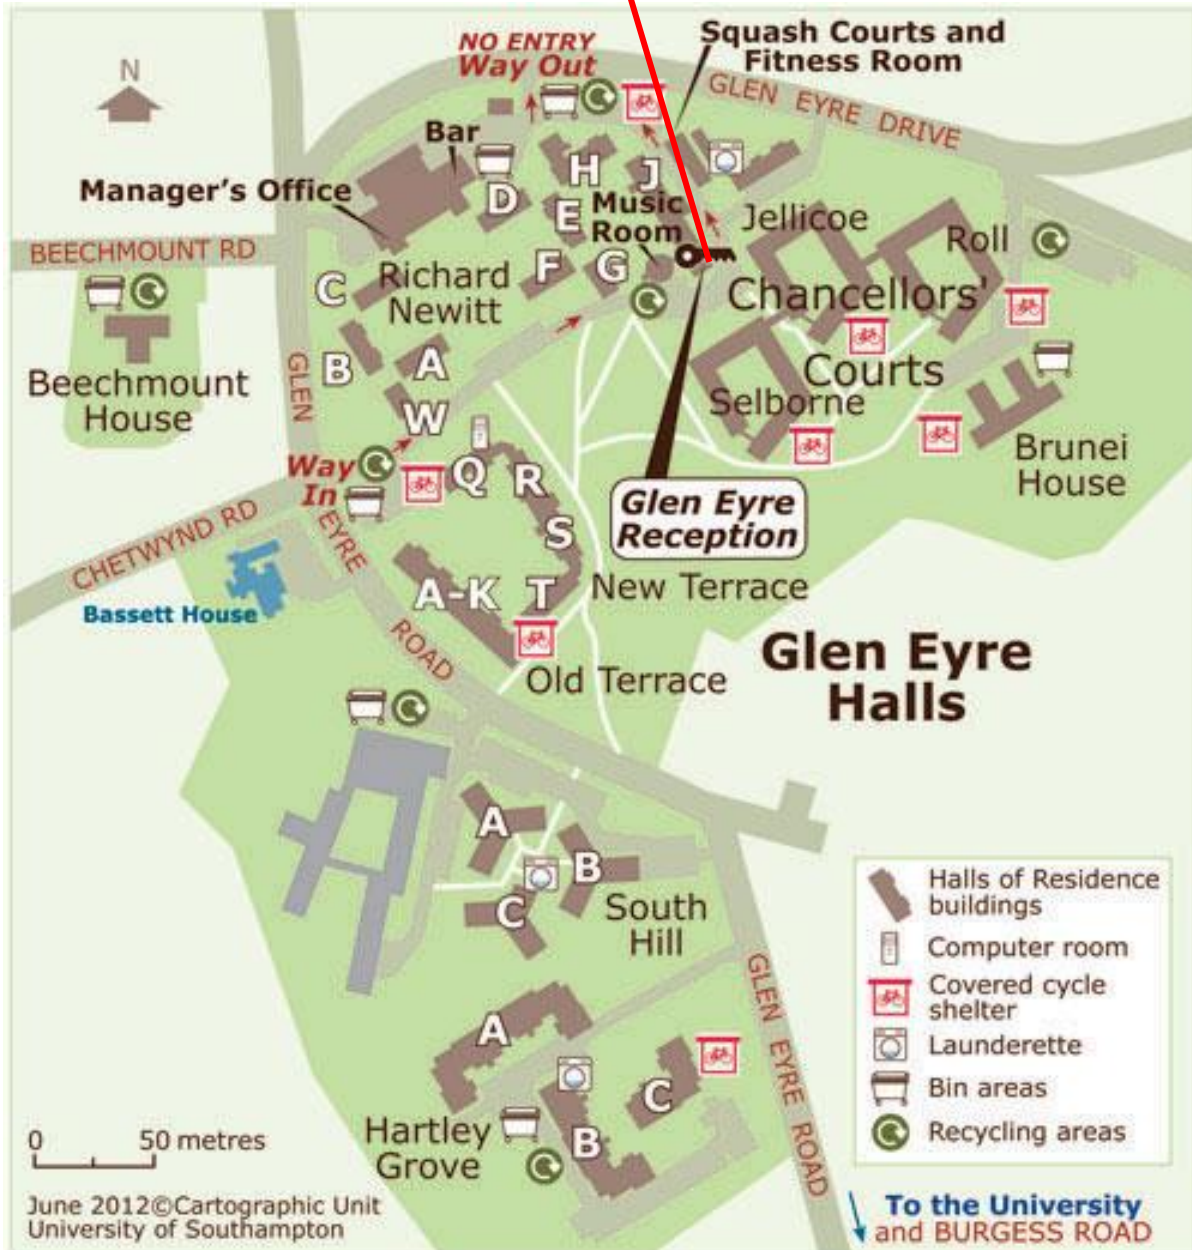 NO ENTRY
Way Out
Squash Courts and
Fitness Room
GLEN EYRE DRIVE
N
Bar
Manager's Office
H
J
D
E
Music
Room
Jellicoe
Roll
BEECHMOUNT RD
C
Richard
Newitt
F
G
Chancellors'
Courts
Selborne
B
A
W
GLEN
EYRE
ROAD
Beechmount
House
Way
In
Q
R
S
T
Glen Eyre
Reception
Brunei
House
CHETWYND RD
Bassett House
A-K
New Terrace
Old Terrace
Glen Eyre
Halls
A
B
C
South
Hill
GLEN EYRE ROAD
A
C
B
Hartley
Grove
Halls of Residence
buildings
Computer room
Covered cycle
shelter
Launderette
Bin areas
Recycling areas
0 50 metres
June 2012©Cartographic Unit
University of Southampton
To the University
and BURGESS ROAD